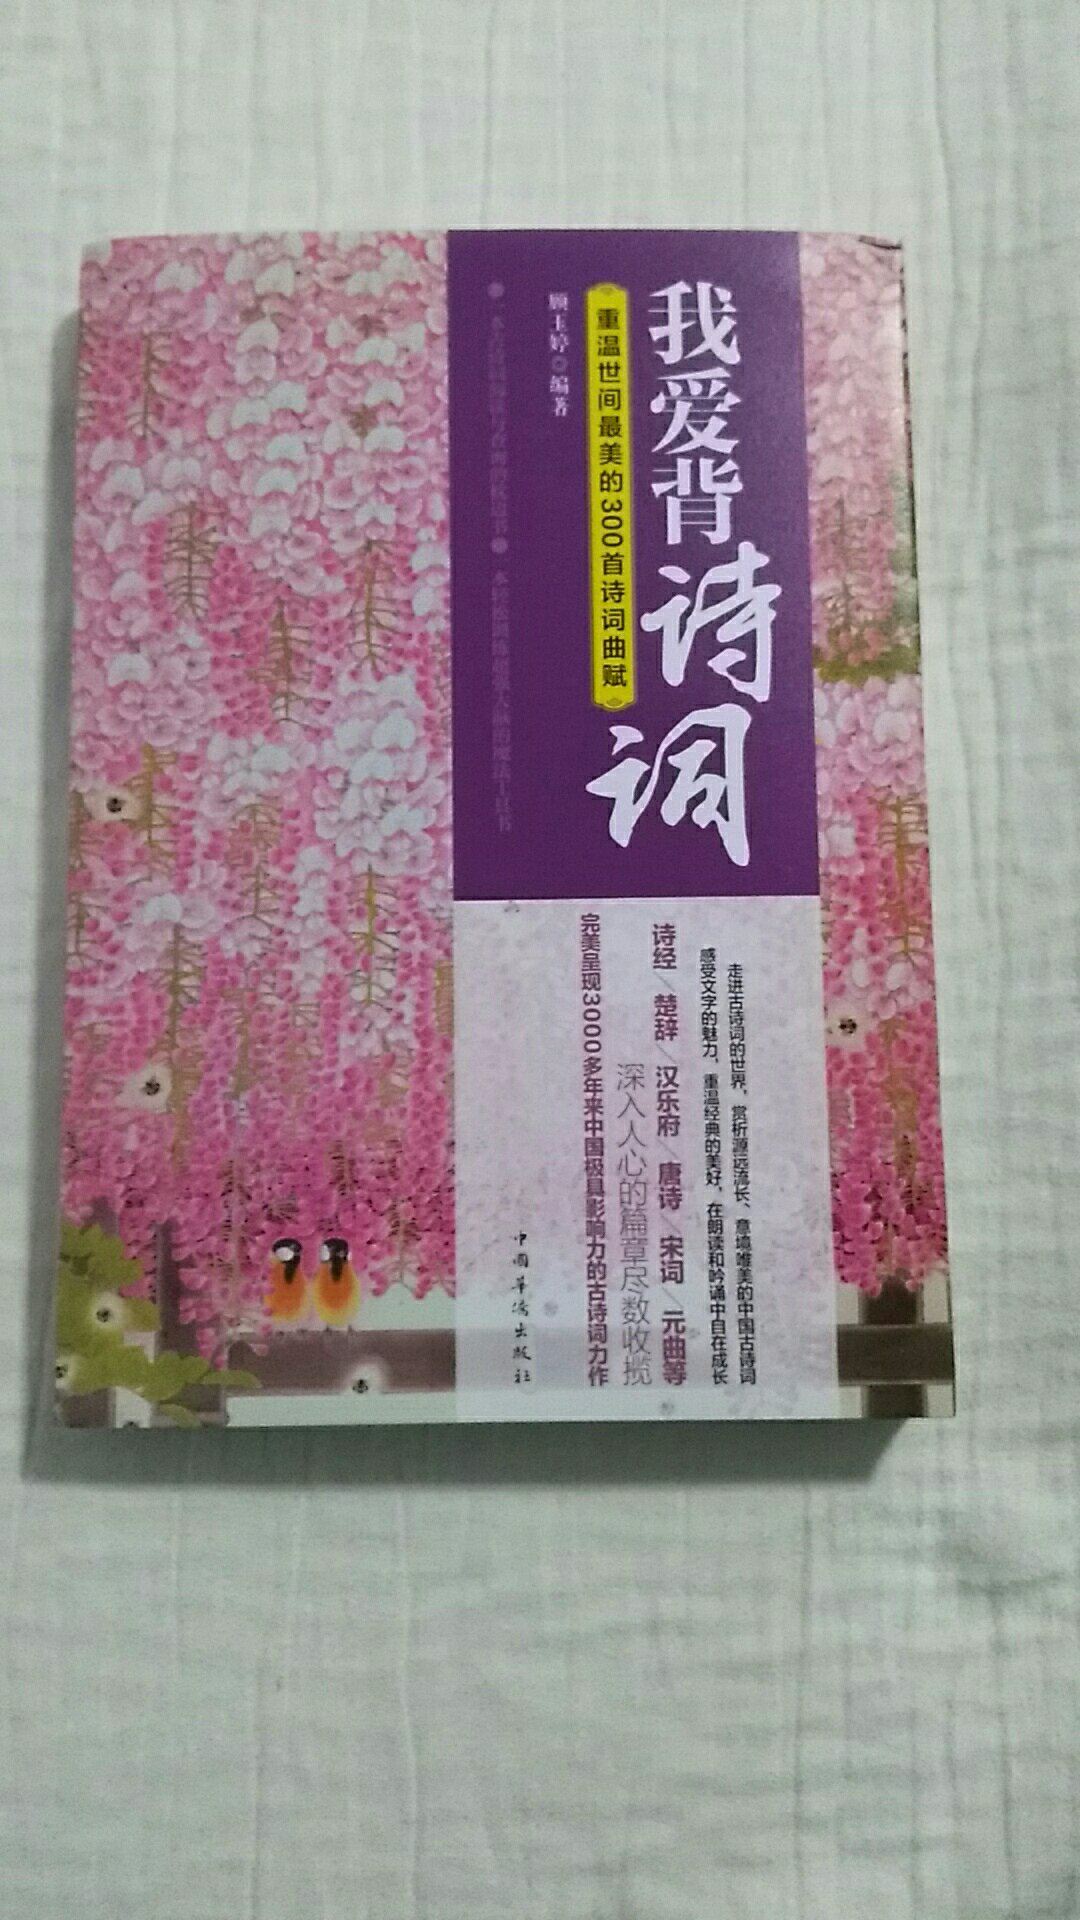 我爱背诗词
重温世间最美的300首诗词曲赋
顾玉婷◎编著
走进古诗词的世界，赏析源远流长、意境唯美的中国古诗词
感受文字的魅力，重温经典的美好，在朗读和吟诵中自在成长
诗经／楚辞／汉乐府／唐诗／宋词／元曲等
深入人心的篇章尽数收揽
完美呈现3000多年来中国极具影响力的古诗词力作
中国华侨出版社